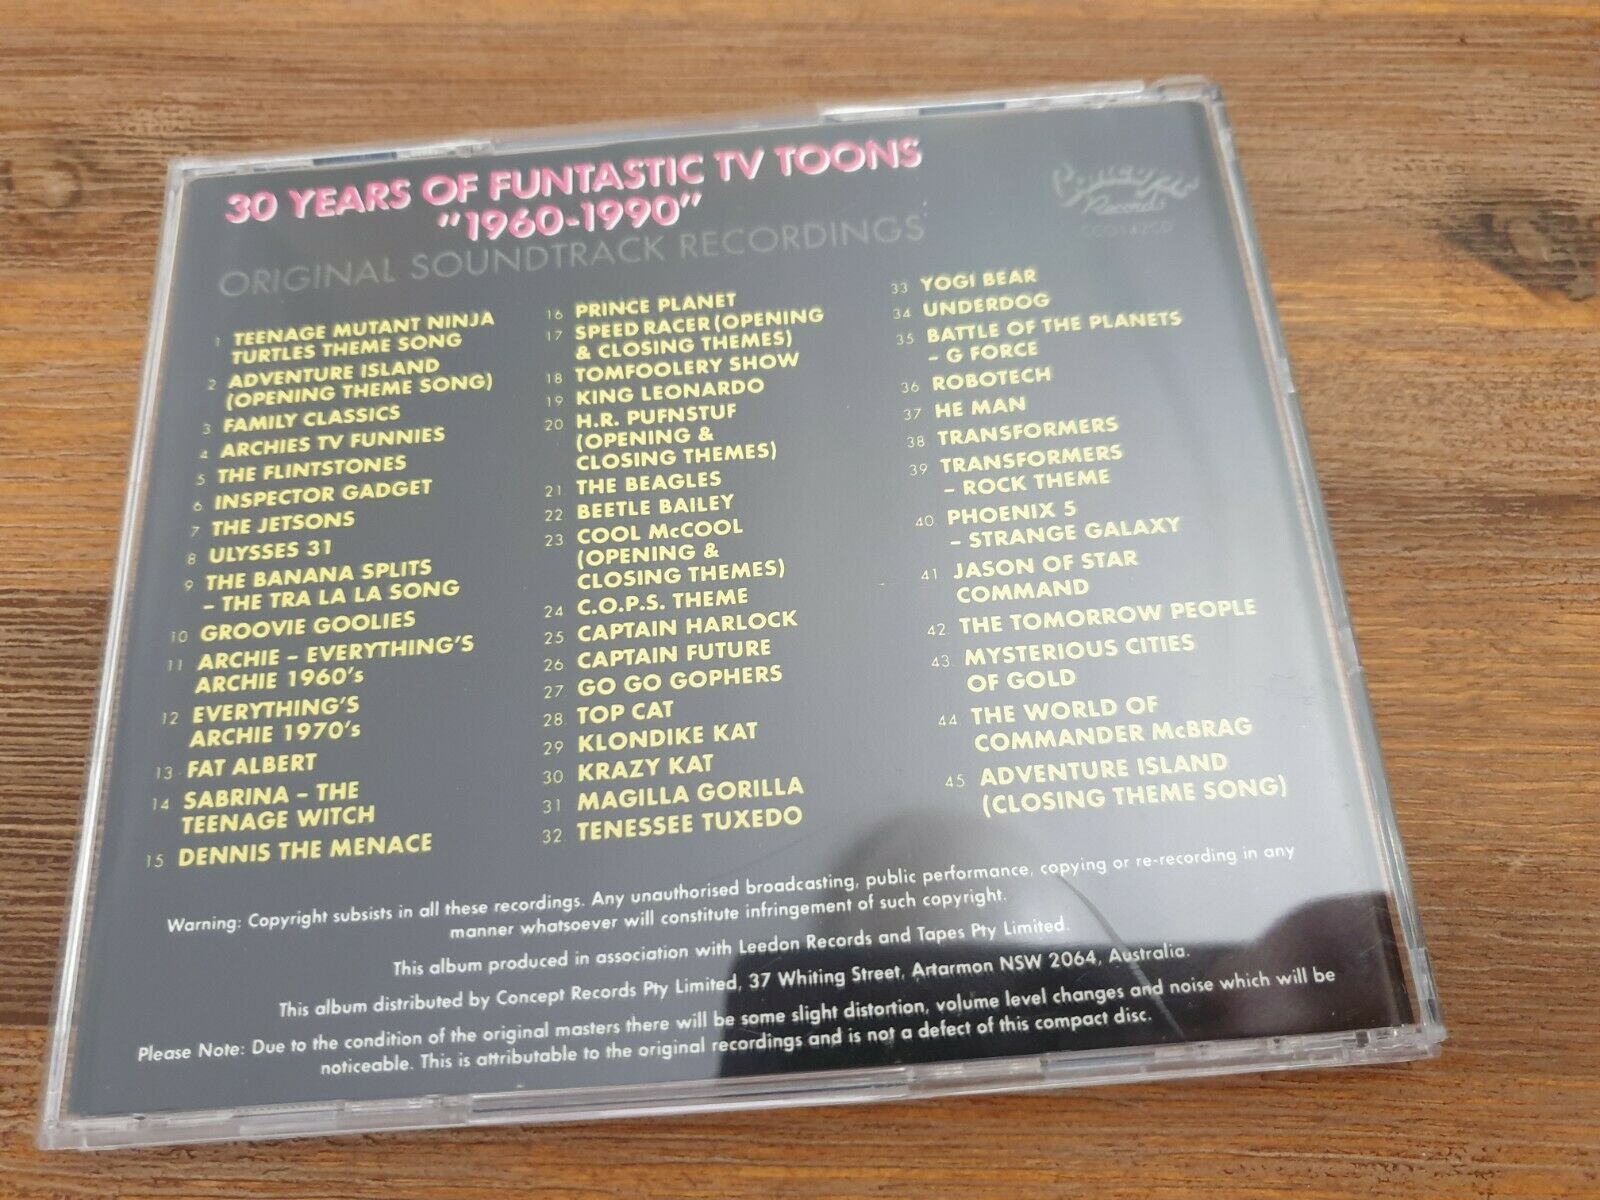 30 YEARS OF FUNTASTIC TV TOONS
"1960-1990"
ORIGINAL SOUNDTRACK RECORDINGS
Concept
Records
CC0142CD
1 TEENAGE MUTANT NINJA
TURTLES THEME SONG
2 ADVENTURE ISLAND
(OPENING THEME SONG)
3 FAMILY CLASSICS
4 ARCHIES TV FUNNIES
5 THE FLINTSTONES
6 INSPECTOR GADGET
7 THE JETSONS
8 ULYSSES 31
9 THE BANANA SPLITS
– THE TRA LA LA SONG
10 GROOVIE GOOLIES
11 ARCHIE – EVERYTHING'S
ARCHIE 1960's
12 EVERYTHING'S
ARCHIE 1970's
13 FAT ALBERT
14 SABRINA – THE
TEENAGE WITCH
15 DENNIS THE MENACE
16 PRINCE PLANET
17 SPEED RACER (OPENING
& CLOSING THEMES)
18 TOMFOOLERY SHOW
19 KING LEONARDO
20 H.R. PUFNSTUF
(OPENING &
CLOSING THEMES)
21 THE BEAGLES
22 BEETLE BAILEY
23 COOL McCOOL
(OPENING &
CLOSING THEMES)
24 C.O.P.S. THEME
25 CAPTAIN HARLOCK
26 CAPTAIN FUTURE
27 GO GO GOPHERS
28 TOP CAT
29 KLONDIKE KAT
30 KRAZY KAT
31 MAGILLA GORILLA
32 TENESSEE TUXEDO
33 YOGI BEAR
34 UNDERDOG
35 BATTLE OF THE PLANETS
– G FORCE
36 ROBOTECH
37 HE MAN
38 TRANSFORMERS
39 TRANSFORMERS
– ROCK THEME
40 PHOENIX 5
– STRANGE GALAXY
41 JASON OF STAR
COMMAND
42 THE TOMORROW PEOPLE
43 MYSTERIOUS CITIES
OF GOLD
44 THE WORLD OF
COMMANDER McBRAG
45 ADVENTURE ISLAND
(CLOSING THEME SONG)
Warning: Copyright subsists in all these recordings. Any unauthorised broadcasting, public performance, copying or re-recording in any
manner whatsoever will constitute infringement of such copyright.
This album produced in association with Leedon Records and Tapes Pty Limited.
This album distributed by Concept Records Pty Limited, 37 Whiting Street, Artarmon NSW 2064, Australia.
Please Note: Due to the condition of the original masters there will be some slight distortion, volume level changes and noise which will be
noticeable. This is attributable to the original recordings and is not a defect of this compact disc.